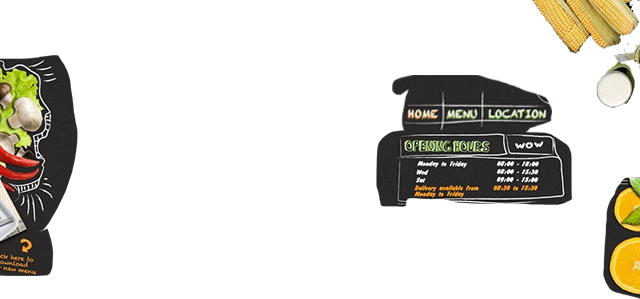 HOME MENU LOCATION
OPENING HOURS WOW
Monday to Friday 08:00 - 18:00
Wed 08:00 - 15:30
Sat 09:00 - 15:00
Delivery available from 08:30 to 15:30
Monday to Friday
ck here to
ownload
new menu